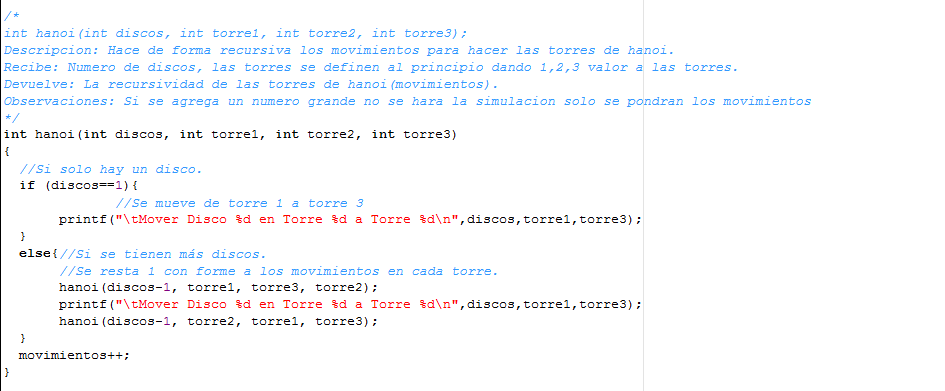 /*
int hanoi(int discos, int torre1, int torre2, int torre3);
Descripcion: Hace de forma recursiva los movimientos para hacer las torres de hanoi.
Recibe: Numero de discos, las torres se definen al principio dando 1,2,3 valor a las torres.
Devuelve: La recursividad de las torres de hanoi(movimientos).
Observaciones: Si se agrega un numero grande no se hara la simulacion solo se pondran los movimientos
*/
int hanoi(int discos, int torre1, int torre2, int torre3)
{
  //Si solo hay un disco.
  if (discos==1){
              //Se mueve de torre 1 a torre 3
       printf("\tMover Disco %d en Torre %d a Torre %d\n",discos,torre1,torre3);
  }
  else{//Si se tienen más discos.
       //Se resta 1 con forme a los movimientos en cada torre.
       hanoi(discos-1, torre1, torre3, torre2);
       printf("\tMover Disco %d en Torre %d a Torre %d\n",discos,torre1,torre3);
       hanoi(discos-1, torre2, torre1, torre3);
  }
  movimientos++;
}